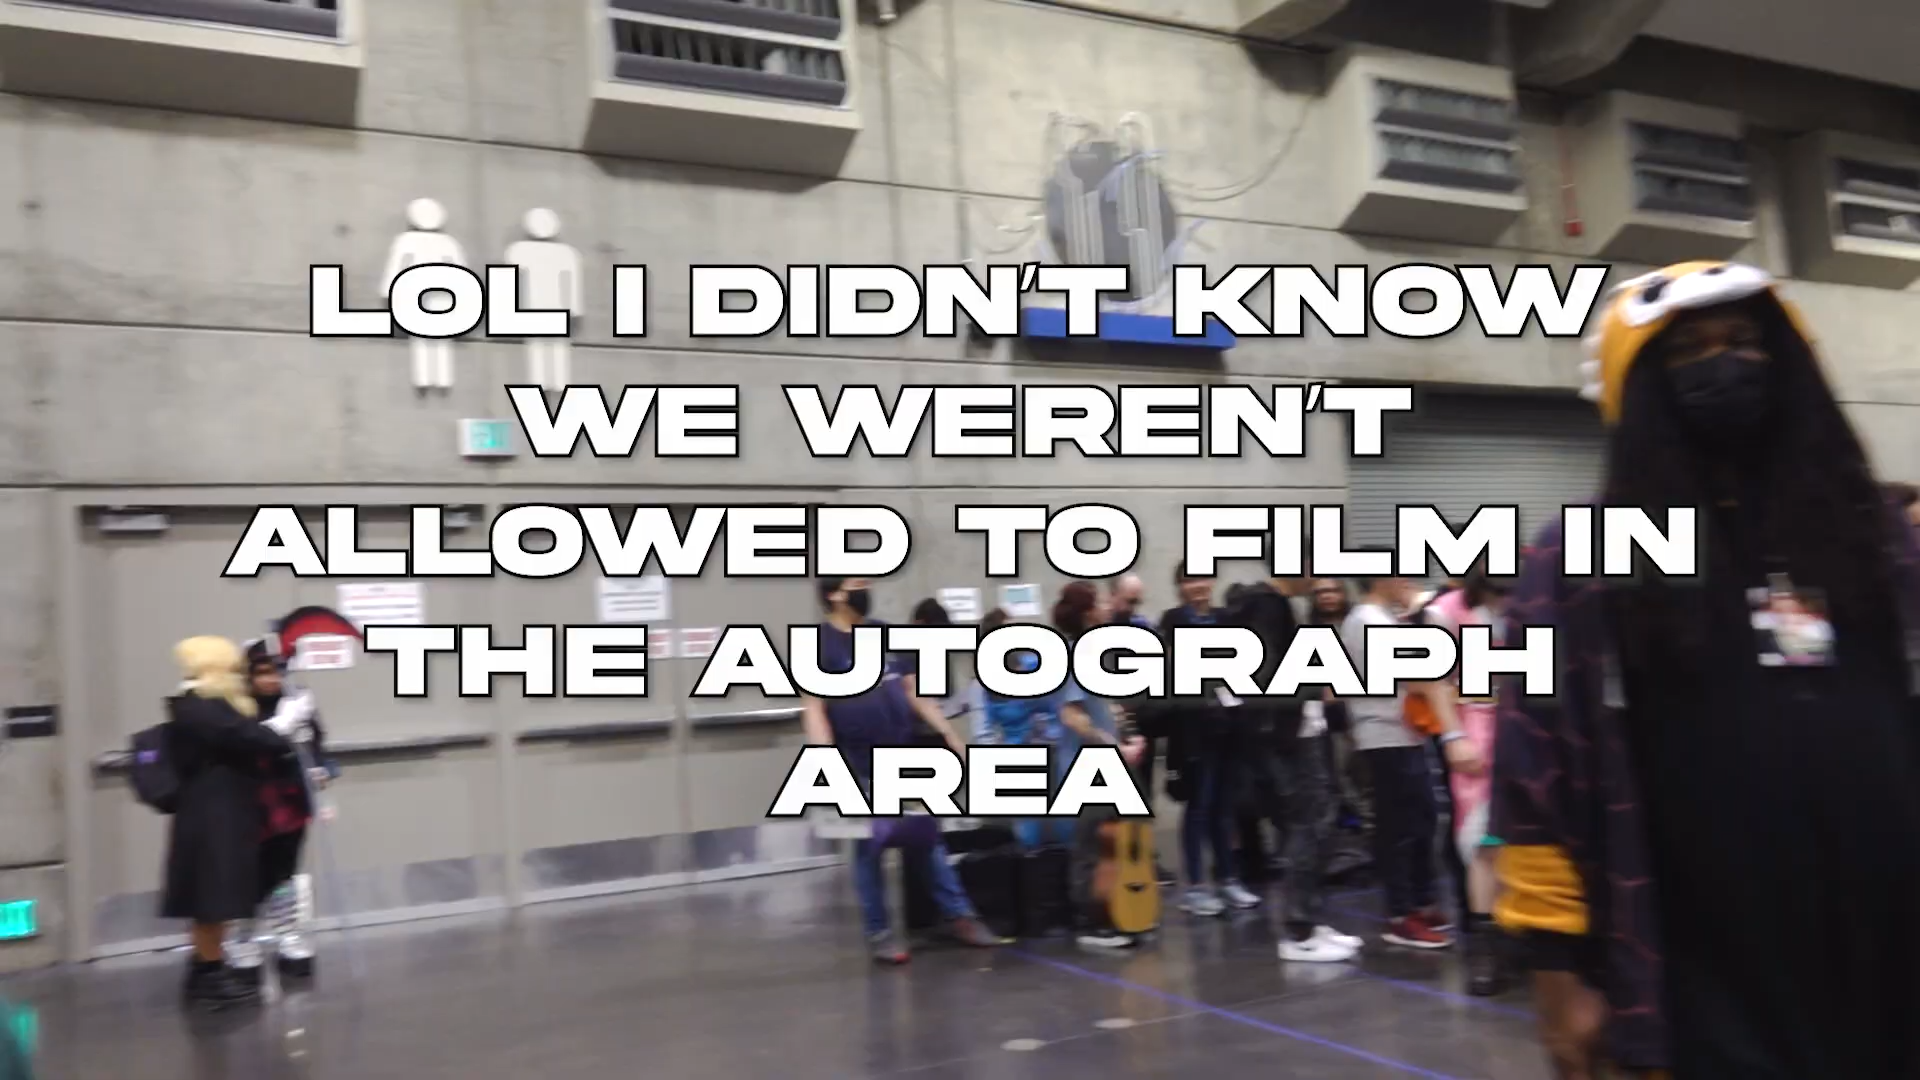 LOL I DIDN'T KNOW
WE WEREN'T
ALLOWED TO FILM IN
THE AUTOGRAPH
AREA